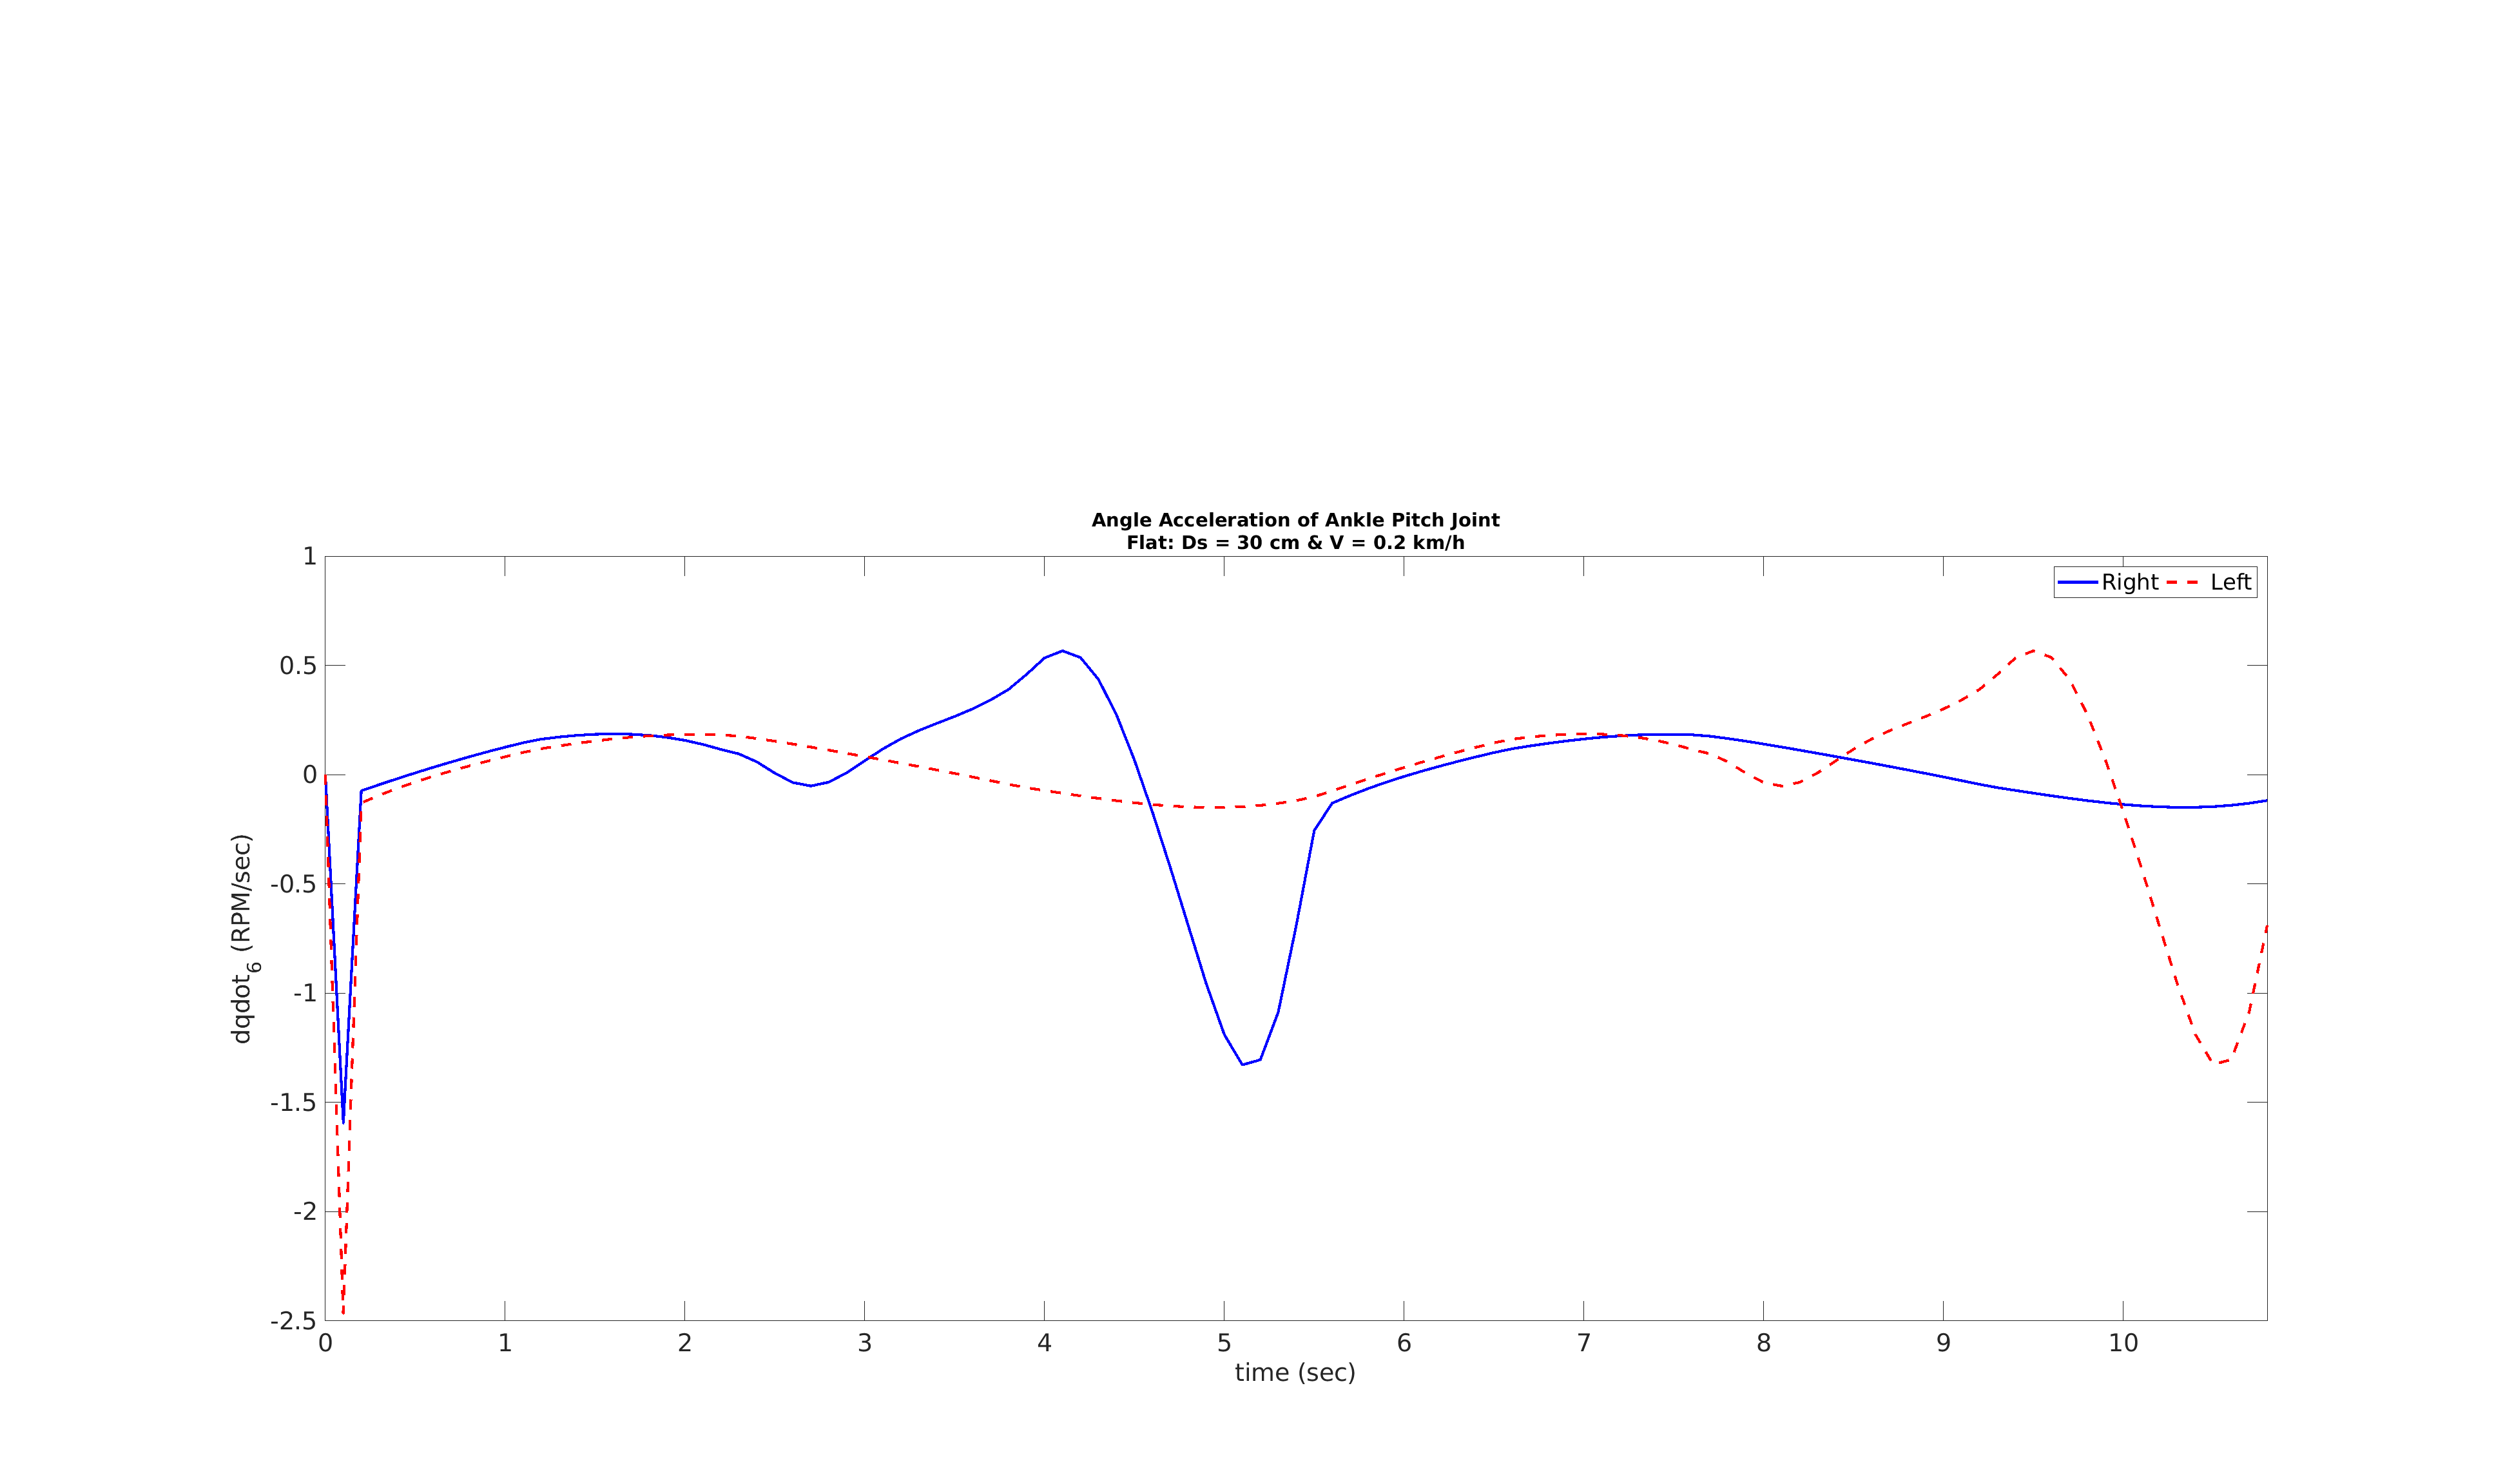 Angle Acceleration of Ankle Pitch Joint
Flat: Ds = 30 cm & V = 0.2 km/h
Right Left
1
0.5
0
-0.5
-1
-1.5
-2
-2.5
dqdot6 (RPM/sec)
0 1 2 3 4 5 6 7 8 9 10
time (sec)